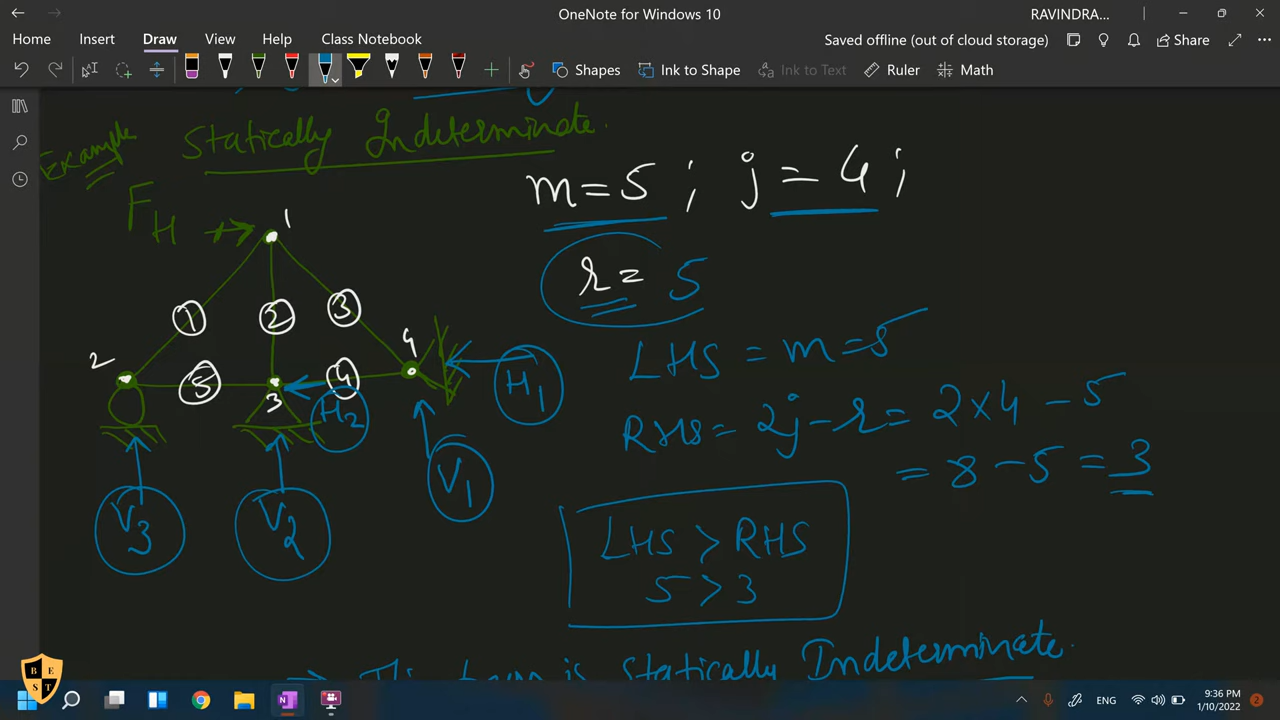 OneNote for Windows 10
RAVINDRA...
Home Insert Draw View Help Class Notebook
Saved offline (out of cloud storage)
Share
Shapes
Ink to Shape
Ink to Text
Ruler
Math
Example
Statically Indeterminate.
m=5 ; j=4 ;
r= 5
LHS = m=5
RHS= 2j-r= 2×4 -5
= 8-5= 3
LHS > RHS
5 > 3
FH
1
1
2
3
2
5
3
4
4
H2
H1
V3
V2
V1
is Statically Indeterminate.
BEST
ENG
9:36 PM
1/10/2022
2